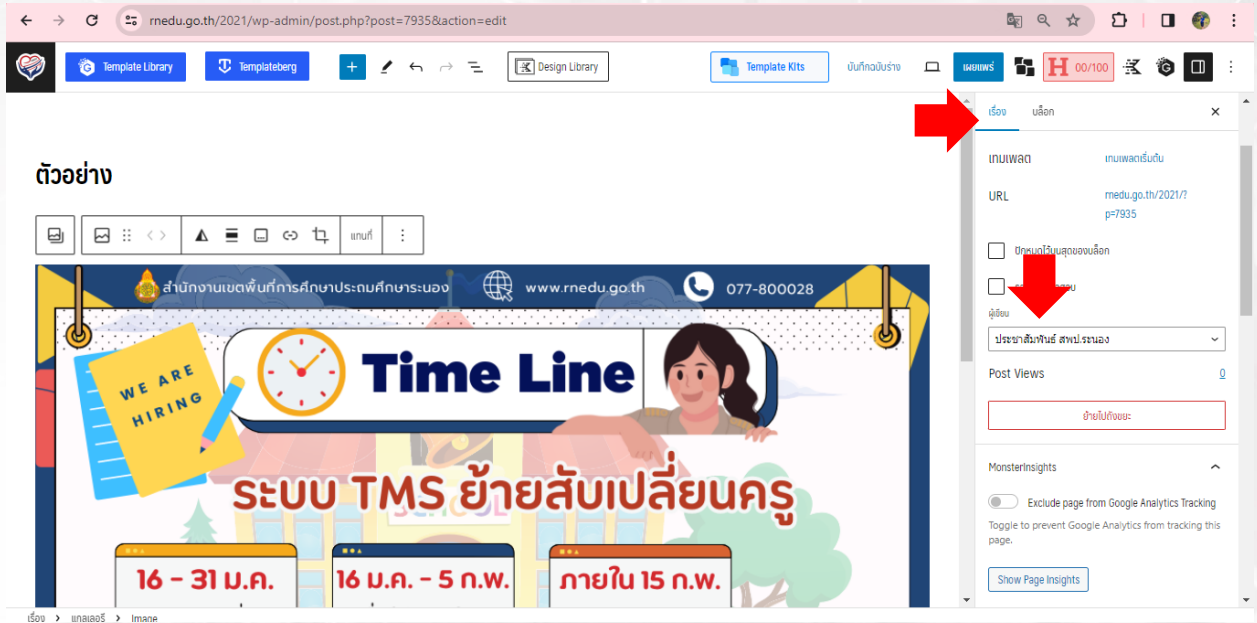 rnedu.go.th/2021/wp-admin/post.php?post=7935&action=edit
Template Library
Templateberg
Design Library
Template KIts
บันทึกฉบับร่าง
เผยแพร่
H 00/100
เรื่อง
บล็อก
ตัวอย่าง
แทนที่
เทมเพลต
เทมเพลตเริ่มต้น
URL
rnedu.go.th/2021/?
p=7935
ปักหมุดไว้บนสุดของบล็อก
ผู้เขียน
ประชาสัมพันธ์ สพป.ระนอง
Post Views
0
ย้ายไปถังขยะ
MonsterInsights
Exclude page from Google Analytics Tracking
Toggle to prevent Google Analytics from tracking this
page.
Show Page Insights
สำนักงานเขตพื้นที่การศึกษาประถมศึกษาระนอง
www.rnedu.go.th
077-800028
WE ARE
HIRING
Time Line
SCHOOL
ระบบ TMS ย้ายสับเปลี่ยนครู
16 - 31 ม.ค.
16 ม.ค. - 5 ก.พ.
ภายใน 15 ก.พ.
เรื่อง
แกลเลอรี
Image